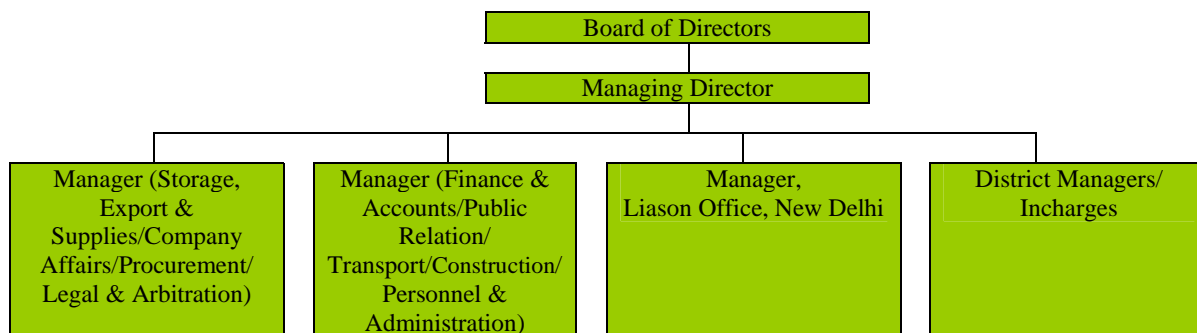 Board of Directors
Managing Director
Manager (Storage,
Export &
Supplies/Company
Affairs/Procurement/
Legal & Arbitration)
Manager (Finance &
Accounts/Public
Relation/
Transport/Construction/
Personnel &
Administration)
Manager,
Liason Office, New Delhi
District Managers/
Incharges